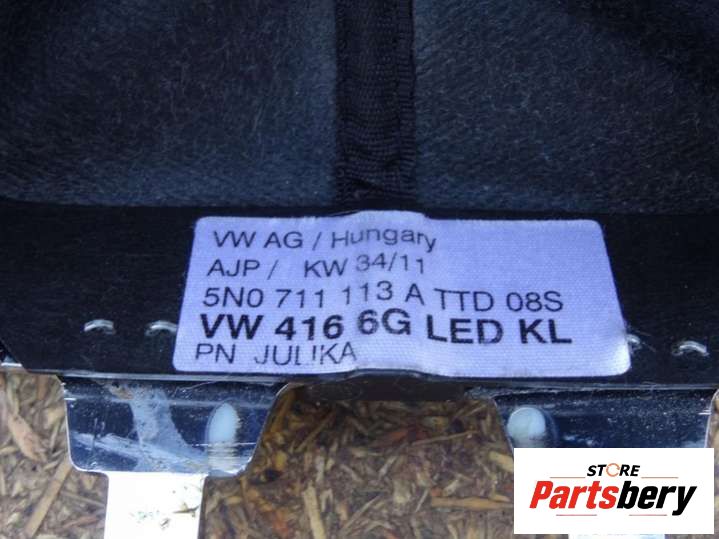 VW AG / Hungary
AJP / KW 34/11
5N0 711 113 A TTD 08S
VW 416 6G LED KL
PN JULIKA
STORE
Partsbery